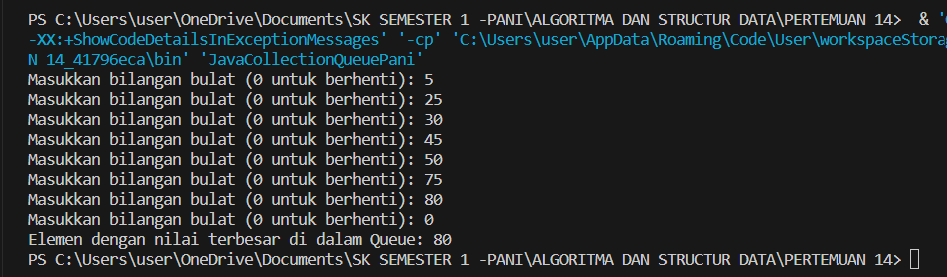 PS C:\Users\user\OneDrive\Documents\SK SEMESTER 1 -PANI\ALGORITMA DAN STRUCTUR DATA\PERTEMUAN 14>  & '
-XX:+ShowCodeDetailsInExceptionMessages' '-cp' 'C:\Users\user\AppData\Roaming\Code\User\workspaceStorag
N 14_41796eca\bin' 'JavaCollectionQueuePani'
Masukkan bilangan bulat (0 untuk berhenti): 5
Masukkan bilangan bulat (0 untuk berhenti): 25
Masukkan bilangan bulat (0 untuk berhenti): 30
Masukkan bilangan bulat (0 untuk berhenti): 45
Masukkan bilangan bulat (0 untuk berhenti): 50
Masukkan bilangan bulat (0 untuk berhenti): 75
Masukkan bilangan bulat (0 untuk berhenti): 80
Masukkan bilangan bulat (0 untuk berhenti): 0
Elemen dengan nilai terbesar di dalam Queue: 80
PS C:\Users\user\OneDrive\Documents\SK SEMESTER 1 -PANI\ALGORITMA DAN STRUCTUR DATA\PERTEMUAN 14>